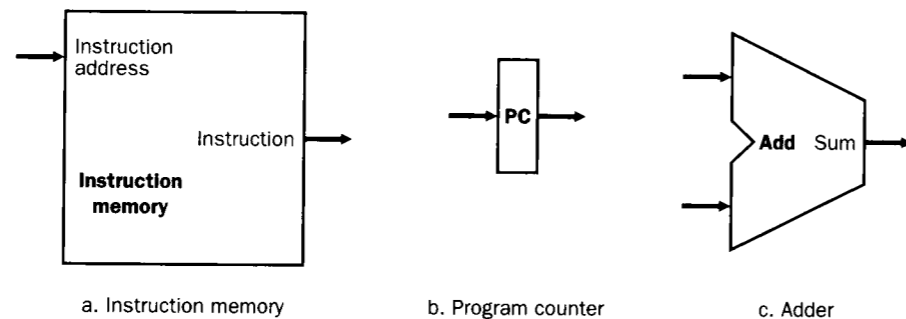 Instruction
address
Instruction
Instruction
memory
PC
Add Sum
a. Instruction memory
b. Program counter
c. Adder